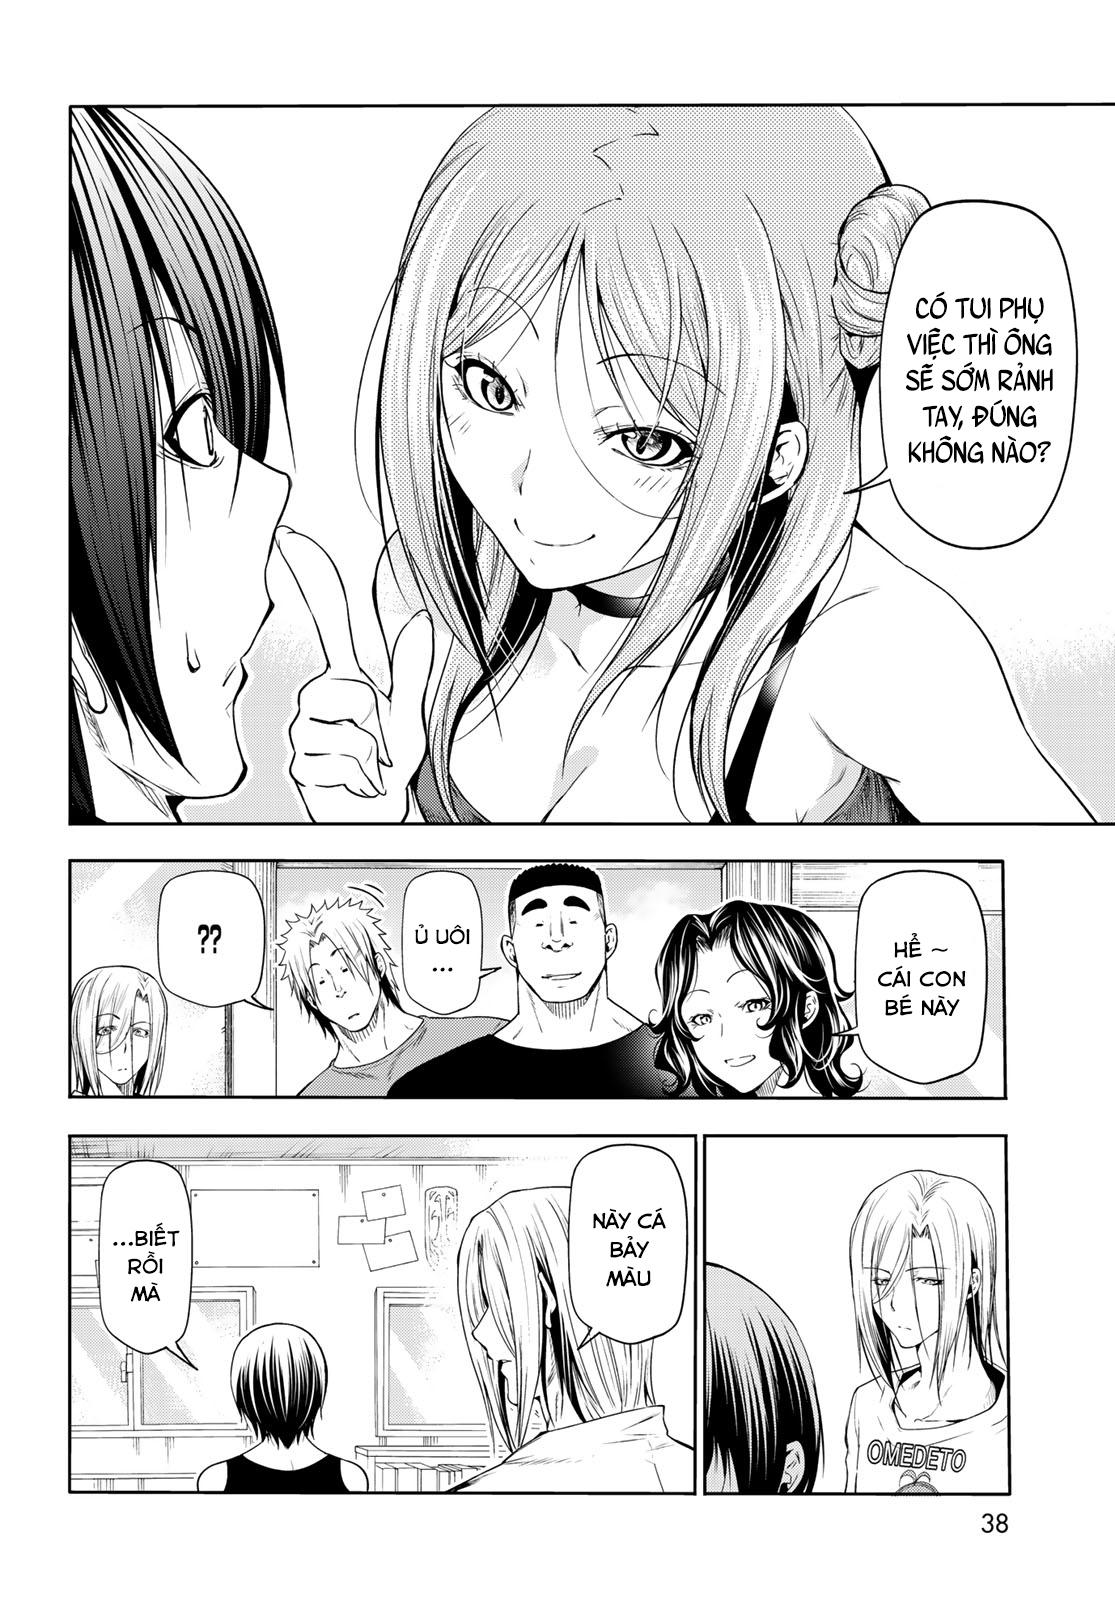 CÓ TUI PHỤ
VIỆC THÌ ÔNG
SẼ SỚM RẢNH
TAY, ĐÚNG
KHÔNG NÀO?
HỂ ~
CÁI CON
BÉ NÀY
Ủ UÔI
...
??
OMEDETO
NÀY CÁ
BẢY
MÀU
...BIẾT
RỒI
MÀ
38